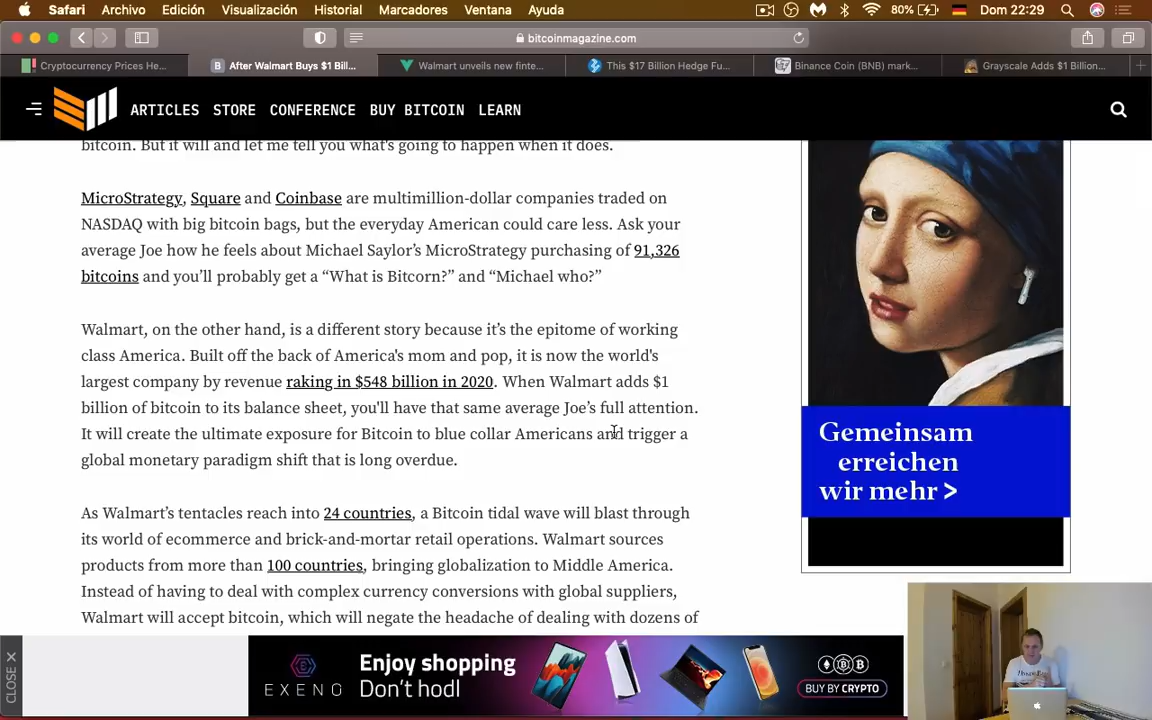 Safari Archivo Edición Visualización Historial Marcadores Ventana Ayuda 80% Dom 22:29
bitcoinmagazine.com
Cryptocurrency Prices He... After Walmart Buys $1 Bill... Walmart unveils new finte... This $17 Billion Hedge Fu... Binance Coin (BNB) mark... Grayscale Adds $1 Billion...
ARTICLES STORE CONFERENCE BUY BITCOIN LEARN
bitcoin. But it will and let me tell you what's going to happen when it does.
MicroStrategy, Square and Coinbase are multimillion-dollar companies traded on
NASDAQ with big bitcoin bags, but the everyday American could care less. Ask your
average Joe how he feels about Michael Saylor’s MicroStrategy purchasing of 91,326
bitcoins and you’ll probably get a “What is Bitcorn?” and “Michael who?”
Walmart, on the other hand, is a different story because it’s the epitome of working
class America. Built off the back of America's mom and pop, it is now the world's
largest company by revenue raking in $548 billion in 2020. When Walmart adds $1
billion of bitcoin to its balance sheet, you'll have that same average Joe’s full attention.
It will create the ultimate exposure for Bitcoin to blue collar Americans and trigger a
global monetary paradigm shift that is long overdue.
As Walmart’s tentacles reach into 24 countries, a Bitcoin tidal wave will blast through
its world of ecommerce and brick-and-mortar retail operations. Walmart sources
products from more than 100 countries, bringing globalization to Middle America.
Instead of having to deal with complex currency conversions with global suppliers,
Walmart will accept bitcoin, which will negate the headache of dealing with dozens of
Gemeinsam
erreichen
wir mehr >
CLOSE X
EXENO
Enjoy shopping
Don't hodl
BUY BY CRYPTO